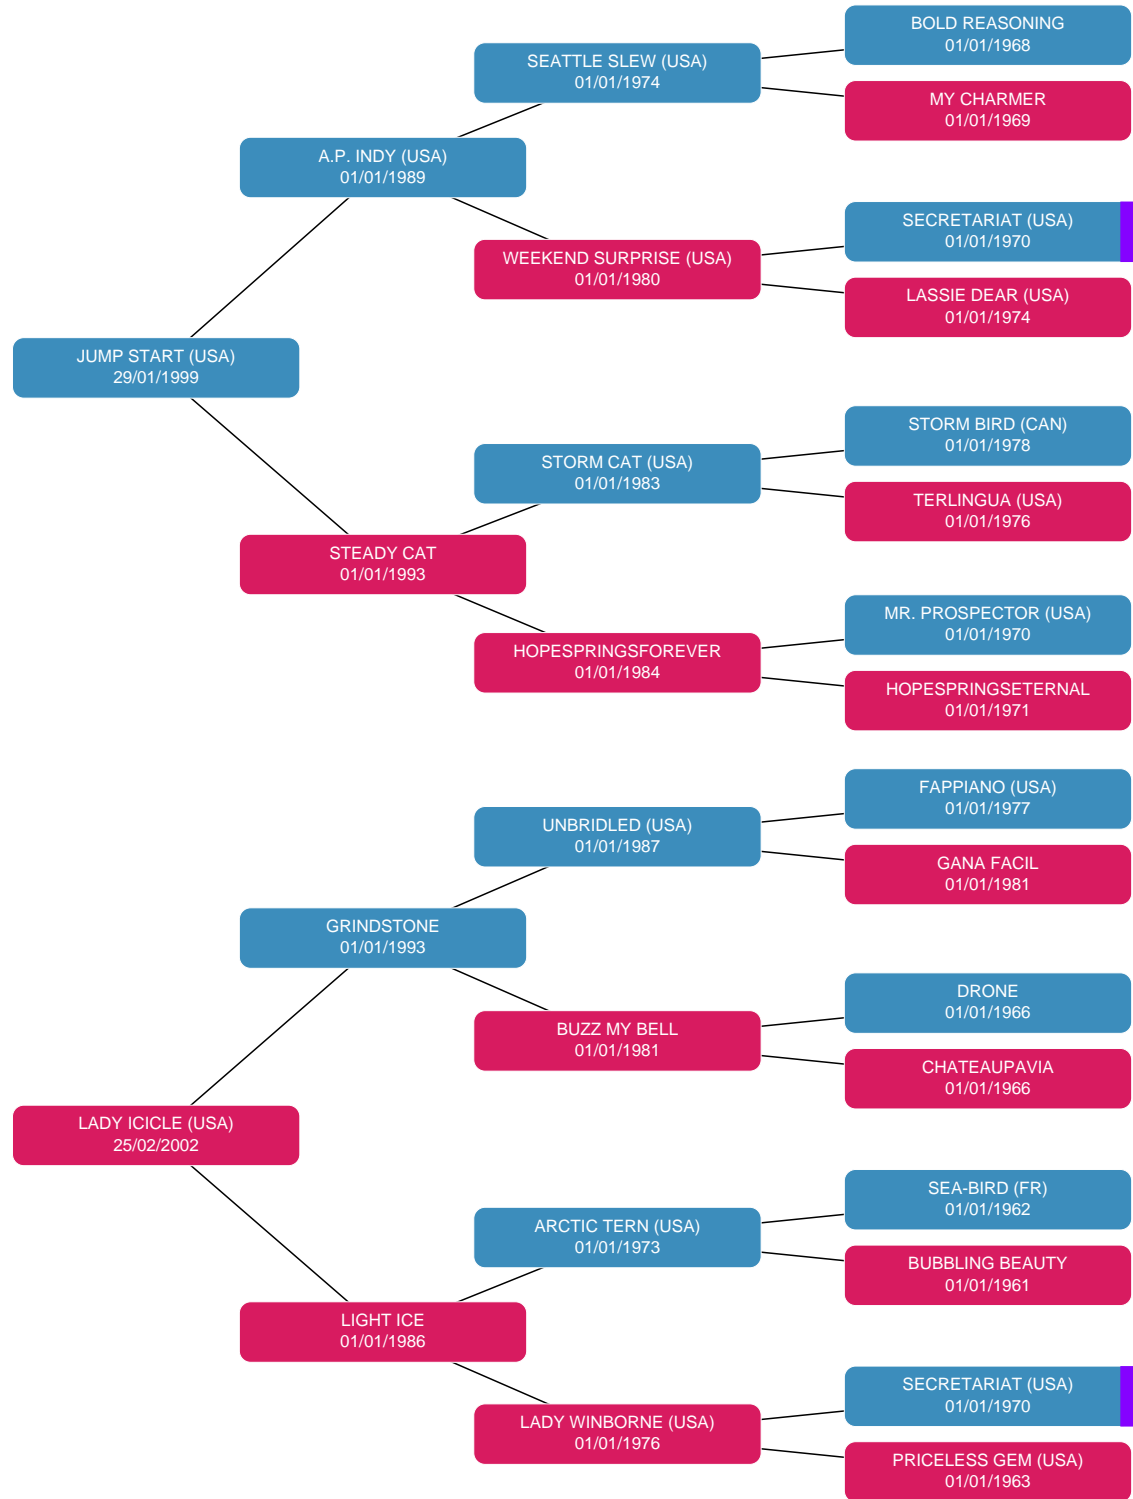 BOLD REASONING
01/01/1968
SEATTLE SLEW (USA)
01/01/1974
MY CHARMER
01/01/1969
A.P. INDY (USA)
01/01/1989
SECRETARIAT (USA)
01/01/1970
WEEKEND SURPRISE (USA)
01/01/1980
LASSIE DEAR (USA)
01/01/1974
JUMP START (USA)
29/01/1999
STORM BIRD (CAN)
01/01/1978
STORM CAT (USA)
01/01/1983
TERLINGUA (USA)
01/01/1976
STEADY CAT
01/01/1993
MR. PROSPECTOR (USA)
01/01/1970
HOPESPRINGSFOREVER
01/01/1984
HOPESPRINGSETERNAL
01/01/1971
FAPPIANO (USA)
01/01/1977
UNBRIDLED (USA)
01/01/1987
GANA FACIL
01/01/1981
GRINDSTONE
01/01/1993
DRONE
01/01/1966
BUZZ MY BELL
01/01/1981
CHATEAUPAVIA
01/01/1966
LADY ICICLE (USA)
25/02/2002
SEA-BIRD (FR)
01/01/1962
ARCTIC TERN (USA)
01/01/1973
BUBBLING BEAUTY
01/01/1961
LIGHT ICE
01/01/1986
SECRETARIAT (USA)
01/01/1970
LADY WINBORNE (USA)
01/01/1976
PRICELESS GEM (USA)
01/01/1963